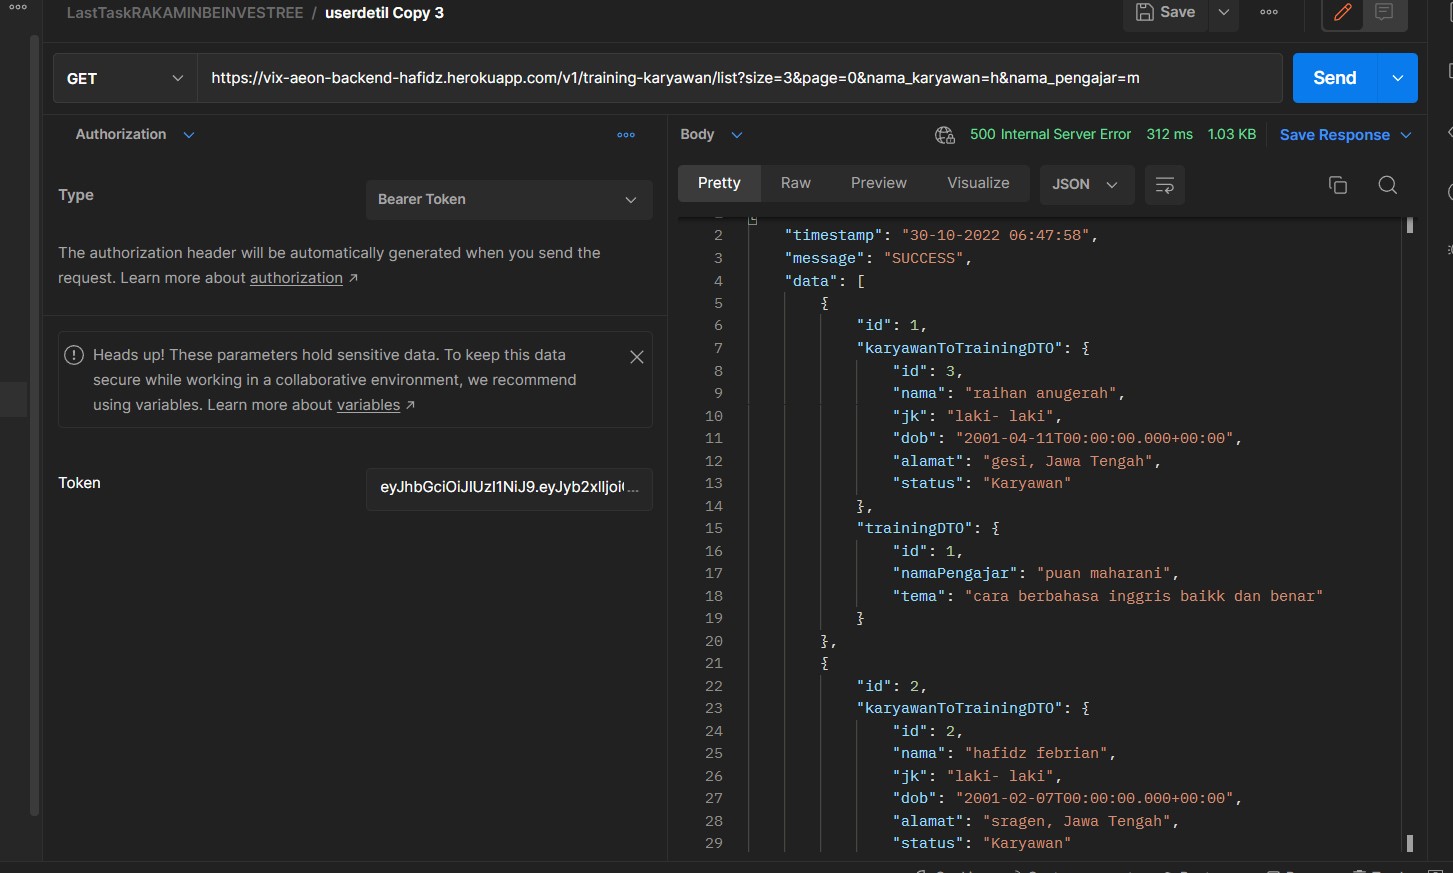 LastTaskRAKAMINBEINVESTREE / userdetil Copy 3
Save
GET
https://vix-aeon-backend-hafidz.herokuapp.com/v1/training-karyawan/list?size=3&page=0&nama_karyawan=h&nama_pengajar=m
Send
Authorization
Body
500 Internal Server Error 312 ms 1.03 KB
Save Response
Type
Bearer Token
The authorization header will be automatically generated when you send the
request. Learn more about authorization ↗
Heads up! These parameters hold sensitive data. To keep this data
secure while working in a collaborative environment, we recommend
using variables. Learn more about variables ↗
Token
eyJhbGciOiJIUzI1NiJ9.eyJyb2xlIjoi...
Pretty Raw Preview Visualize JSON
2 "timestamp": "30-10-2022 06:47:58",
3 "message": "SUCCESS",
4 "data": [
5 {
6 "id": 1,
7 "karyawanToTrainingDTO": {
8 "id": 3,
9 "nama": "raihan anugerah",
10 "jk": "laki- laki",
11 "dob": "2001-04-11T00:00:00.000+00:00",
12 "alamat": "gesi, Jawa Tengah",
13 "status": "Karyawan"
14 },
15 "trainingDTO": {
16 "id": 1,
17 "namaPengajar": "puan maharani",
18 "tema": "cara berbahasa inggris baikk dan benar"
19 }
20 },
21 {
22 "id": 2,
23 "karyawanToTrainingDTO": {
24 "id": 2,
25 "nama": "hafidz febrian",
26 "jk": "laki- laki",
27 "dob": "2001-02-07T00:00:00.000+00:00",
28 "alamat": "sragen, Jawa Tengah",
29 "status": "Karyawan"